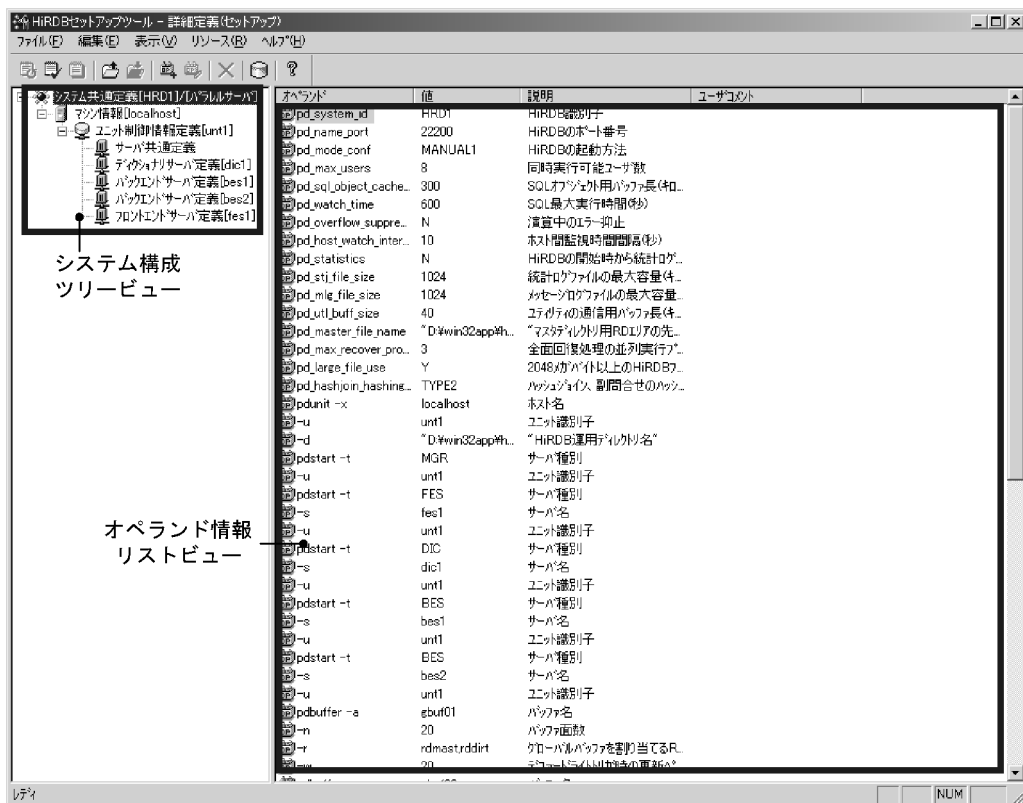 HiRDBセットアップツール - 詳細定義(セットアップ)
ファイル(F) 編集(E) 表示(V) リソース(R) ヘルプ(H)
システム共通定義[HRD1]/[パラレルサーバ]
マシン情報[localhost]
ユニット制御情報定義[unt1]
サーバ共通定義
ディクショナリサーバ定義[dic1]
バックエンドサーバ定義[bes1]
バックエンドサーバ定義[bes2]
フロントエンドサーバ定義[fes1]
システム構成
ツリービュー
オペランド情報
リストビュー
オペランド 値 説明 ユーザコメント
pd_system_id HRD1 HiRDB識別子
pd_name_port 22200 HiRDBのポート番号
pd_mode_conf MANUAL1 HiRDBの起動方法
pd_max_users 8 同時実行可能ユーザ数
pd_sql_object_cache... 300 SQLオブジェクト用バッファ長(キロ...
pd_watch_time 600 SQL最大実行時間(秒)
pd_overflow_suppre... N 演算中のエラー抑止
pd_host_watch_inter... 10 ホスト間監視時間間隔(秒)
pd_statistics N HiRDBの開始時から統計ログ...
pd_stj_file_size 1024 統計ログファイルの最大容量(キ...
pd_mlg_file_size 1024 メッセージログファイルの最大容量...
pd_utl_buff_size 40 ユティリティの通信用バッファ長(キ...
pd_master_file_name "D:¥win32app¥h... "マスタディレクトリ用RDエリアの先...
pd_max_recover_pro... 3 全面回復処理の並列実行プ...
pd_large_file_use Y 2048メガバイト以上のHiRDBフ...
pd_hashjoin_hashing... TYPE2 ハッシュジョイン、副問合せのハッシ...
pdunit -x localhost ホスト名
-u unt1 ユニット識別子
-d "D:¥win32app¥h... "HiRDB運用ディレクトリ名"
pdstart -t MGR サーバ種別
-u unt1 ユニット識別子
pdstart -t FES サーバ種別
-s fes1 サーバ名
-u unt1 ユニット識別子
pdstart -t DIC サーバ種別
-s dic1 サーバ名
-u unt1 ユニット識別子
pdstart -t BES サーバ種別
-s bes1 サーバ名
-u unt1 ユニット識別子
pdstart -t BES サーバ種別
-s bes2 サーバ名
-u unt1 ユニット識別子
pdbuffer -a gbuf01 バッファ名
-n 20 バッファ面数
-r rdmast,rddirt グローバルバッファを割り当てるR...
-w 20 デファードライトトリガ時の更新ペ...
レディ NUM